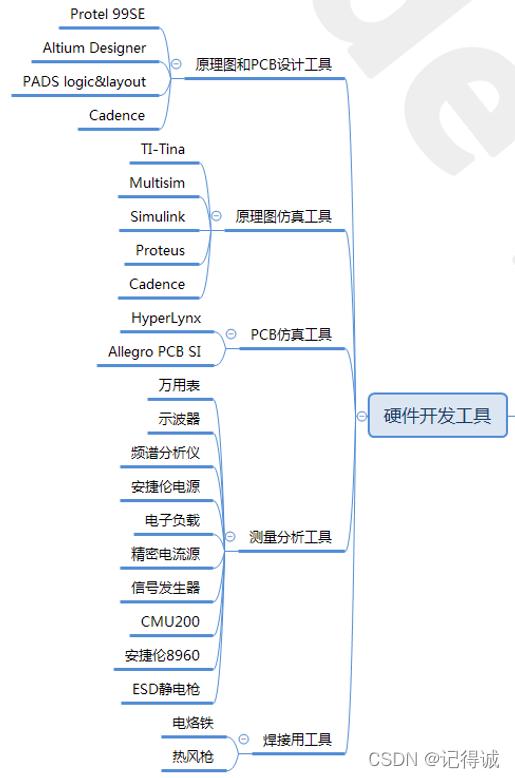 Protel 99SE
Altium Designer
PADS logic&layout
Cadence
原理图和PCB设计工具
TI-Tina
Multisim
Simulink
Proteus
Cadence
原理图仿真工具
HyperLynx
Allegro PCB SI
PCB仿真工具
万用表
示波器
频谱分析仪
安捷伦电源
电子负载
精密电流源
信号发生器
CMU200
安捷伦8960
ESD静电枪
测量分析工具
电烙铁
热风枪
焊接用工具
硬件开发工具
CSDN @记得诚